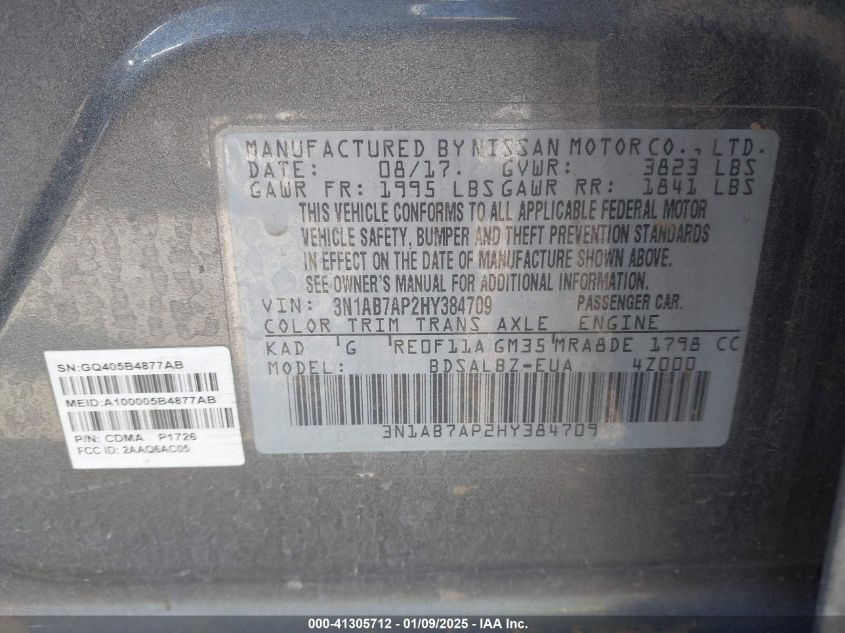 MANUFACTURED BY NISSAN MOTOR CO., LTD.
DATE: 08/17. GVWR: 3823 LBS
GAWR FR: 1995 LBS GAWR RR: 1841 LBS
THIS VEHICLE CONFORMS TO ALL APPLICABLE FEDERAL MOTOR
VEHICLE SAFETY, BUMPER AND THEFT PREVENTION STANDARDS
IN EFFECT ON THE DATE OF MANUFACTURE SHOWN ABOVE.
SEE OWNER'S MANUAL FOR ADDITIONAL INFORMATION.
VIN: 3N1AB7AP2HY384709 PASSENGER CAR.
COLOR TRIM TRANS AXLE ENGINE
KAD G RE0F11A GM35 MRA8DE 1798 CC
MODEL: BDSALBZ-EUA 4Z000
3N1AB7AP2HY384709
SN:GQ405B4877AB
MEID:A100005B4877AB
P/N: CDMA P1726
FCC ID: 2AAQ6AC05
000-41305712 - 01/09/2025 - IAA, Inc.